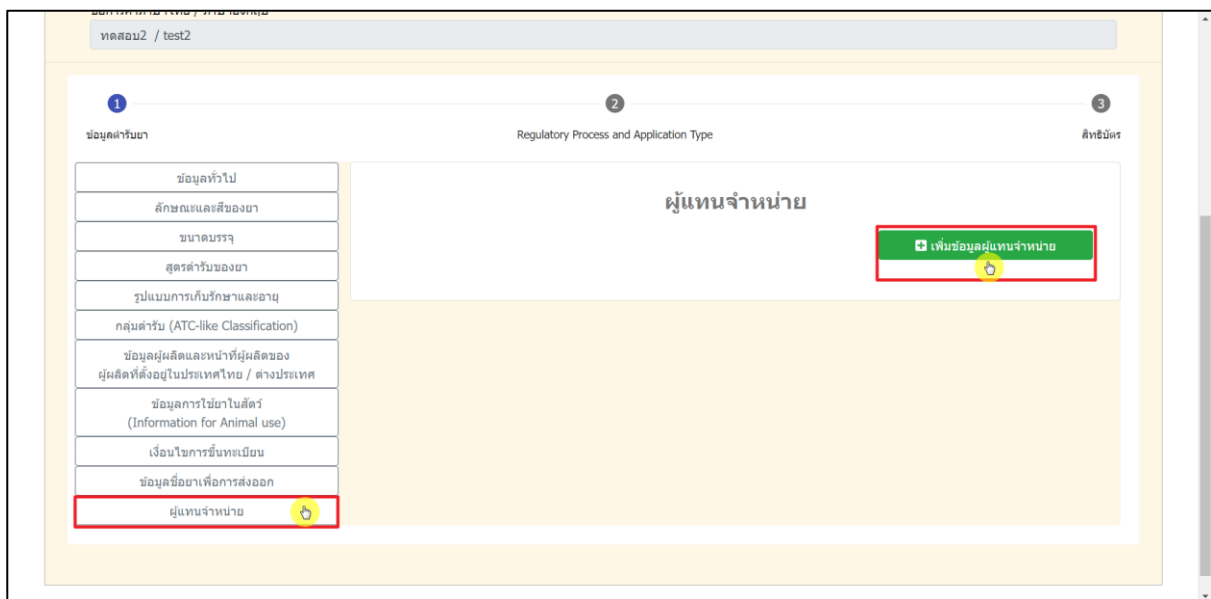 ทดสอบ2 / test2
1
2
3
ข้อมูลตำรับยา
Regulatory Process and Application Type
สิทธิบัตร
ข้อมูลทั่วไป
ลักษณะและสีของยา
ขนาดบรรจุ
สูตรตำรับของยา
รูปแบบการเก็บรักษาและอายุ
กลุ่มตำรับ (ATC-like Classification)
ข้อมูลผู้ผลิตและหน้าที่ผู้ผลิตของ
ผู้ผลิตที่ตั้งอยู่ในประเทศไทย / ต่างประเทศ
ข้อมูลการใช้ยาในสัตว์
(Information for Animal use)
เงื่อนไขการขึ้นทะเบียน
ข้อมูลชื่อยาเพื่อการส่งออก
ผู้แทนจำหน่าย
ผู้แทนจำหน่าย
เพิ่มข้อมูลผู้แทนจำหน่าย